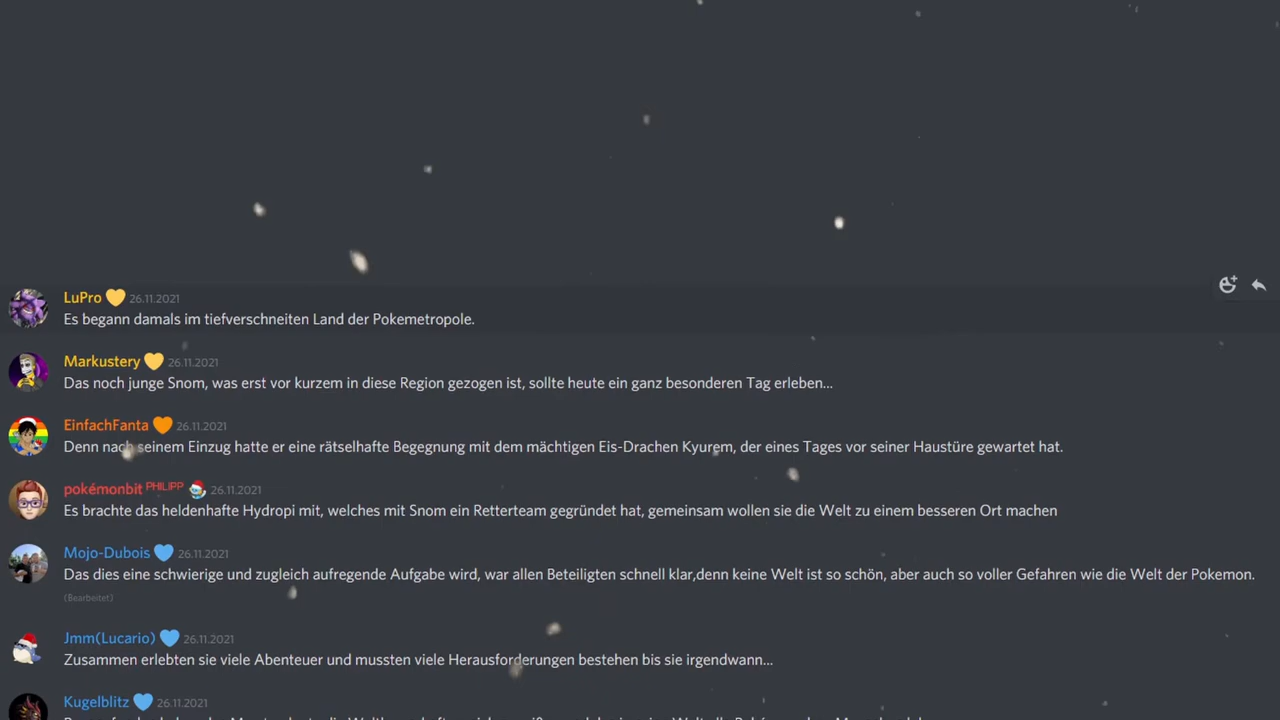 LuPro 26.11.2021
Es begann damals im tiefverschneiten Land der Pokemetropole.
Markustery 26.11.2021
Das noch junge Snom, was erst vor kurzem in diese Region gezogen ist, sollte heute ein ganz besonderen Tag erleben...
EinfachFanta 26.11.2021
Denn nach seinem Einzug hatte er eine rätselhafte Begegnung mit dem mächtigen Eis-Drachen Kyurem, der eines Tages vor seiner Haustüre gewartet hat.
pokémonbit PHILIPP 26.11.2021
Es brachte das heldenhafte Hydropi mit, welches mit Snom ein Retterteam gegründet hat, gemeinsam wollen sie die Welt zu einem besseren Ort machen
Mojo-Dubois 26.11.2021
Das dies eine schwierige und zugleich aufregende Aufgabe wird, war allen Beteiligten schnell klar,denn keine Welt ist so schön, aber auch so voller Gefahren wie die Welt der Pokemon.
(Bearbeitet)
Jmm(Lucario) 26.11.2021
Zusammen erlebten sie viele Abenteuer und mussten viele Herausforderungen bestehen bis sie irgendwann...
Kugelblitz 26.11.2021